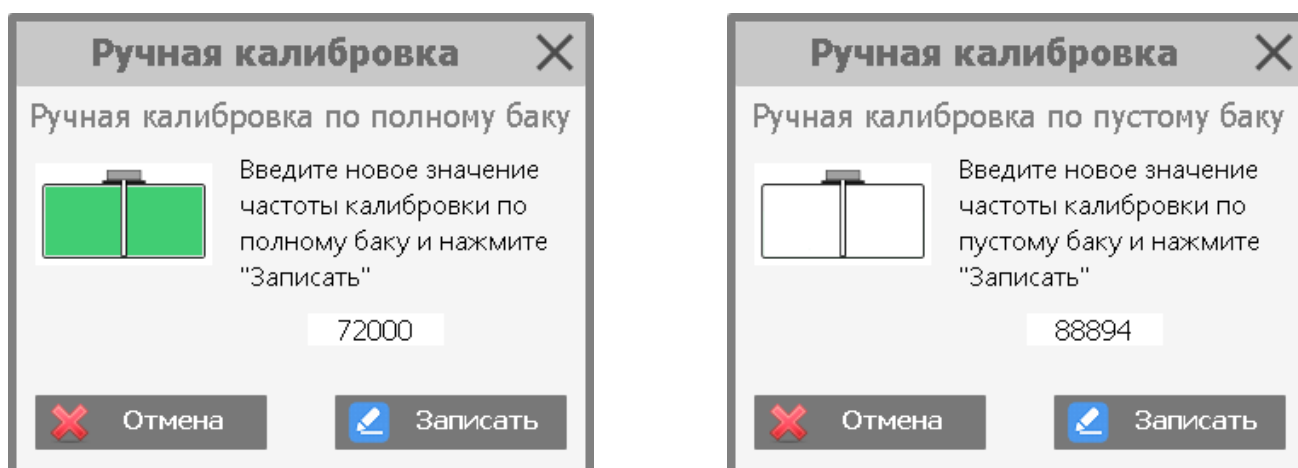 Ручная калибровка
Ручная калибровка по полному баку
Введите новое значение
частоты калибровки по
полному баку и нажмите
"Записать"
72000
Отмена
Записать
Ручная калибровка
Ручная калибровка по пустому баку
Введите новое значение
частоты калибровки по
пустому баку и нажмите
"Записать"
88894
Отмена
Записать